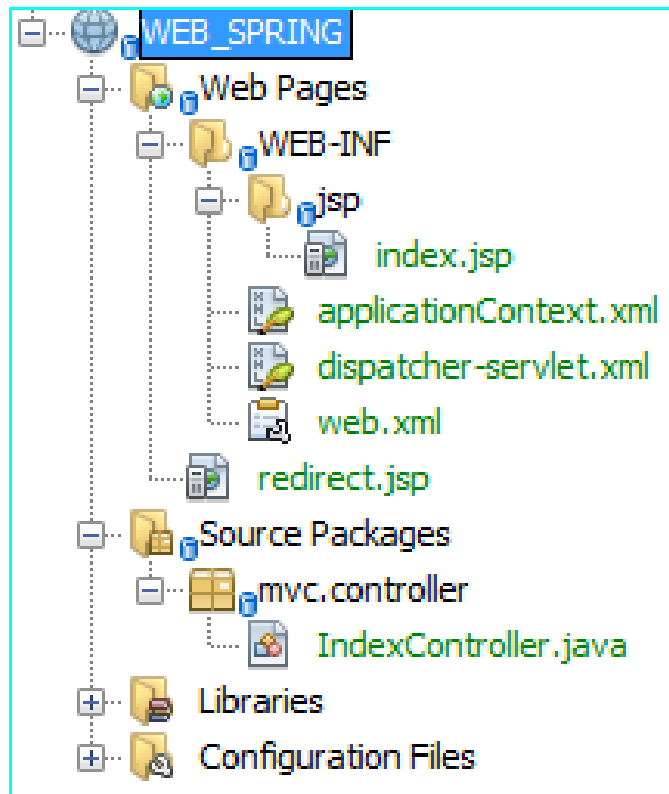 WEB_SPRING
Web Pages
WEB-INF
jsp
index.jsp
applicationContext.xml
dispatcher-servlet.xml
web.xml
redirect.jsp
Source Packages
mvc.controller
IndexController.java
Libraries
Configuration Files